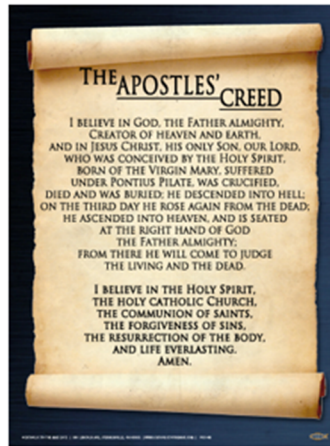 THE APOSTLES' CREED
I BELIEVE IN GOD, THE FATHER ALMIGHTY,
CREATOR OF HEAVEN AND EARTH,
AND IN JESUS CHRIST, HIS ONLY SON, OUR LORD,
WHO WAS CONCEIVED BY THE HOLY SPIRIT,
BORN OF THE VIRGIN MARY, SUFFERED
UNDER PONTIUS PILATE, WAS CRUCIFIED,
DIED AND WAS BURIED; HE DESCENDED INTO HELL;
ON THE THIRD DAY HE ROSE AGAIN FROM THE DEAD;
HE ASCENDED INTO HEAVEN, AND IS SEATED
AT THE RIGHT HAND OF GOD
THE FATHER ALMIGHTY;
FROM THERE HE WILL COME TO JUDGE
THE LIVING AND THE DEAD.
I BELIEVE IN THE HOLY SPIRIT,
THE HOLY CATHOLIC CHURCH,
THE COMMUNION OF SAINTS,
THE FORGIVENESS OF SINS,
THE RESURRECTION OF THE BODY,
AND LIFE EVERLASTING.
AMEN.